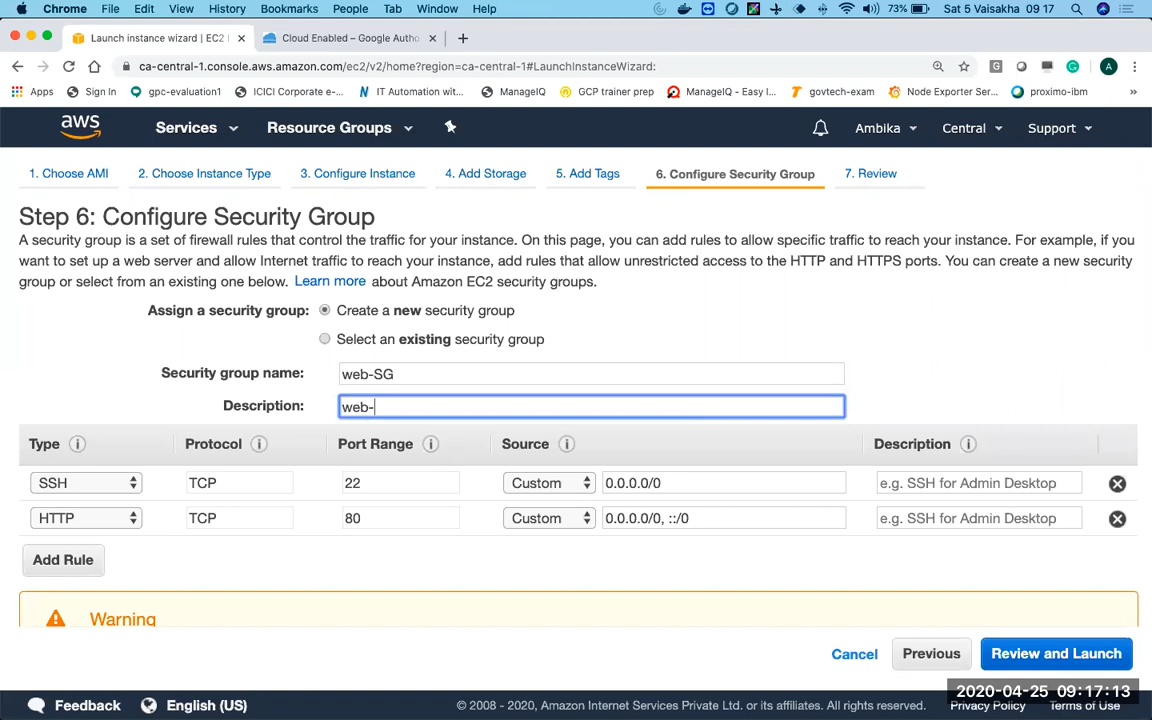 Chrome File Edit View History Bookmarks People Tab Window Help 73% Sat 5 Vaisakha 09 17
Launch instance wizard | EC2 Cloud Enabled – Google Autho
ca-central-1.console.aws.amazon.com/ec2/v2/home?region=ca-central-1#LaunchInstanceWizard:
Apps Sign In gpc-evaluation1 ICICI Corporate e-... IT Automation wit... ManageIQ GCP trainer prep ManageIQ - Easy I... govtech-exam Node Exporter Ser... proximo-ibm »
aws Services Resource Groups Ambika Central Support
1. Choose AMI 2. Choose Instance Type 3. Configure Instance 4. Add Storage 5. Add Tags 6. Configure Security Group 7. Review
Step 6: Configure Security Group
A security group is a set of firewall rules that control the traffic for your instance. On this page, you can add rules to allow specific traffic to reach your instance. For example, if you
want to set up a web server and allow Internet traffic to reach your instance, add rules that allow unrestricted access to the HTTP and HTTPS ports. You can create a new security
group or select from an existing one below. Learn more about Amazon EC2 security groups.
Assign a security group: Create a new security group
Select an existing security group
Security group name: web-SG
Description: web-
Type Protocol Port Range Source Description
SSH TCP 22 Custom 0.0.0.0/0 e.g. SSH for Admin Desktop
HTTP TCP 80 Custom 0.0.0.0/0, ::/0 e.g. SSH for Admin Desktop
Add Rule
Warning
Cancel Previous Review and Launch
2020-04-25 09:17:13
Feedback English (US) © 2008 - 2020, Amazon Internet Services Private Ltd. or its affiliates. All rights reserved. Privacy Policy Terms of Use